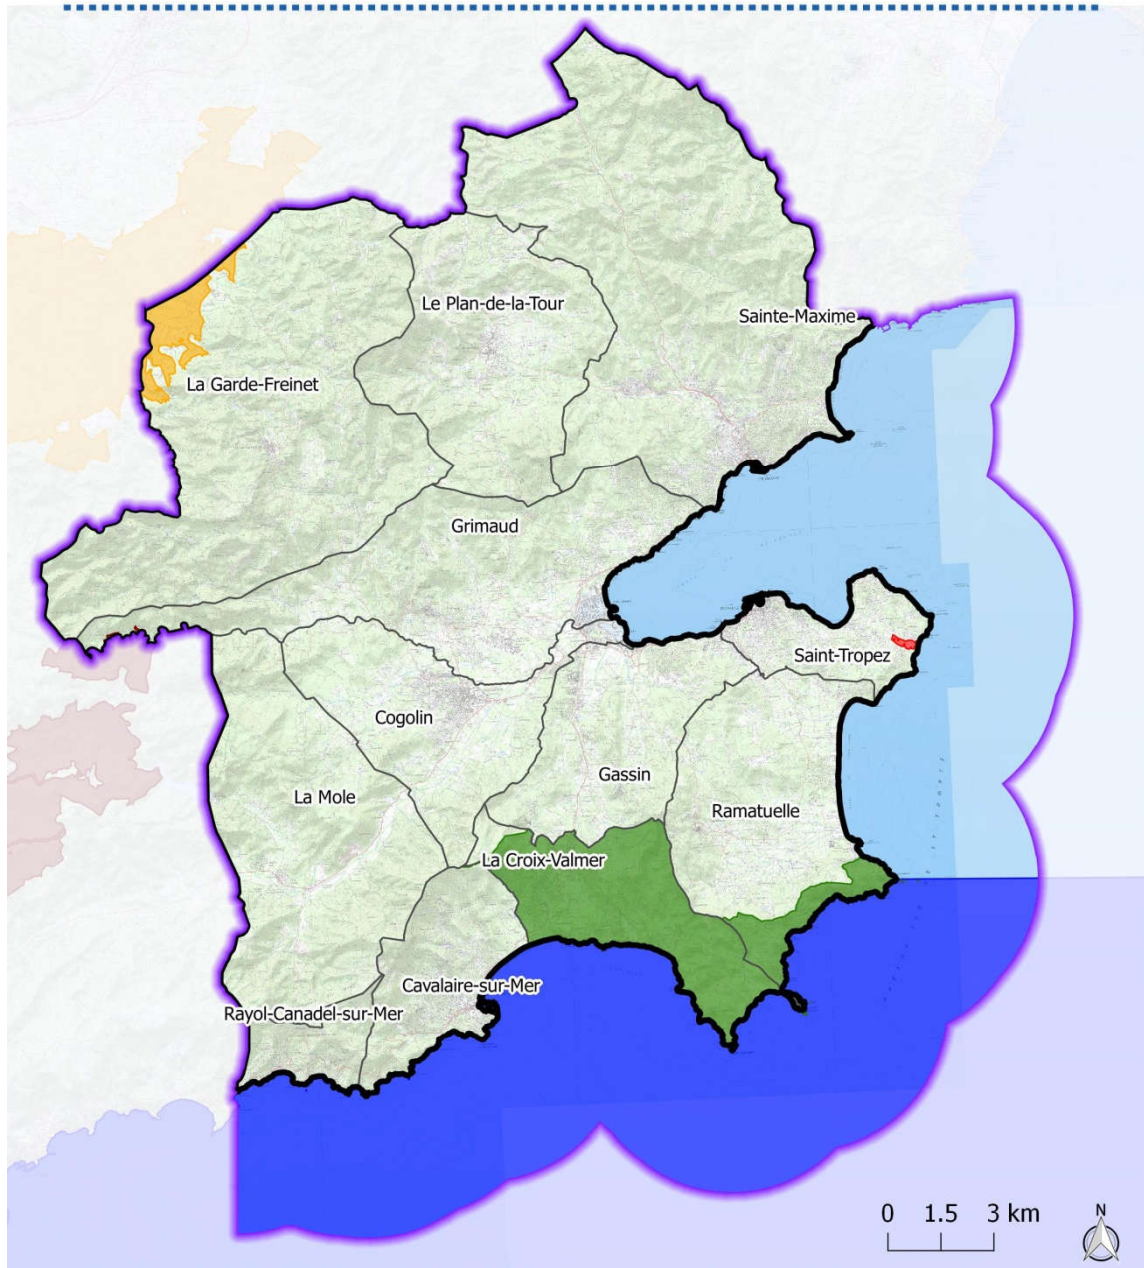 Le Plan-de-la-Tour
Sainte-Maxime
La Garde-Freinet
Grimaud
Saint-Tropez
Cogolin
Gassin
La Mole
Ramatuelle
La Croix-Valmer
Cavalaire-sur-Mer
Rayol-Canadel-sur-Mer
0 1.5 3 km
N